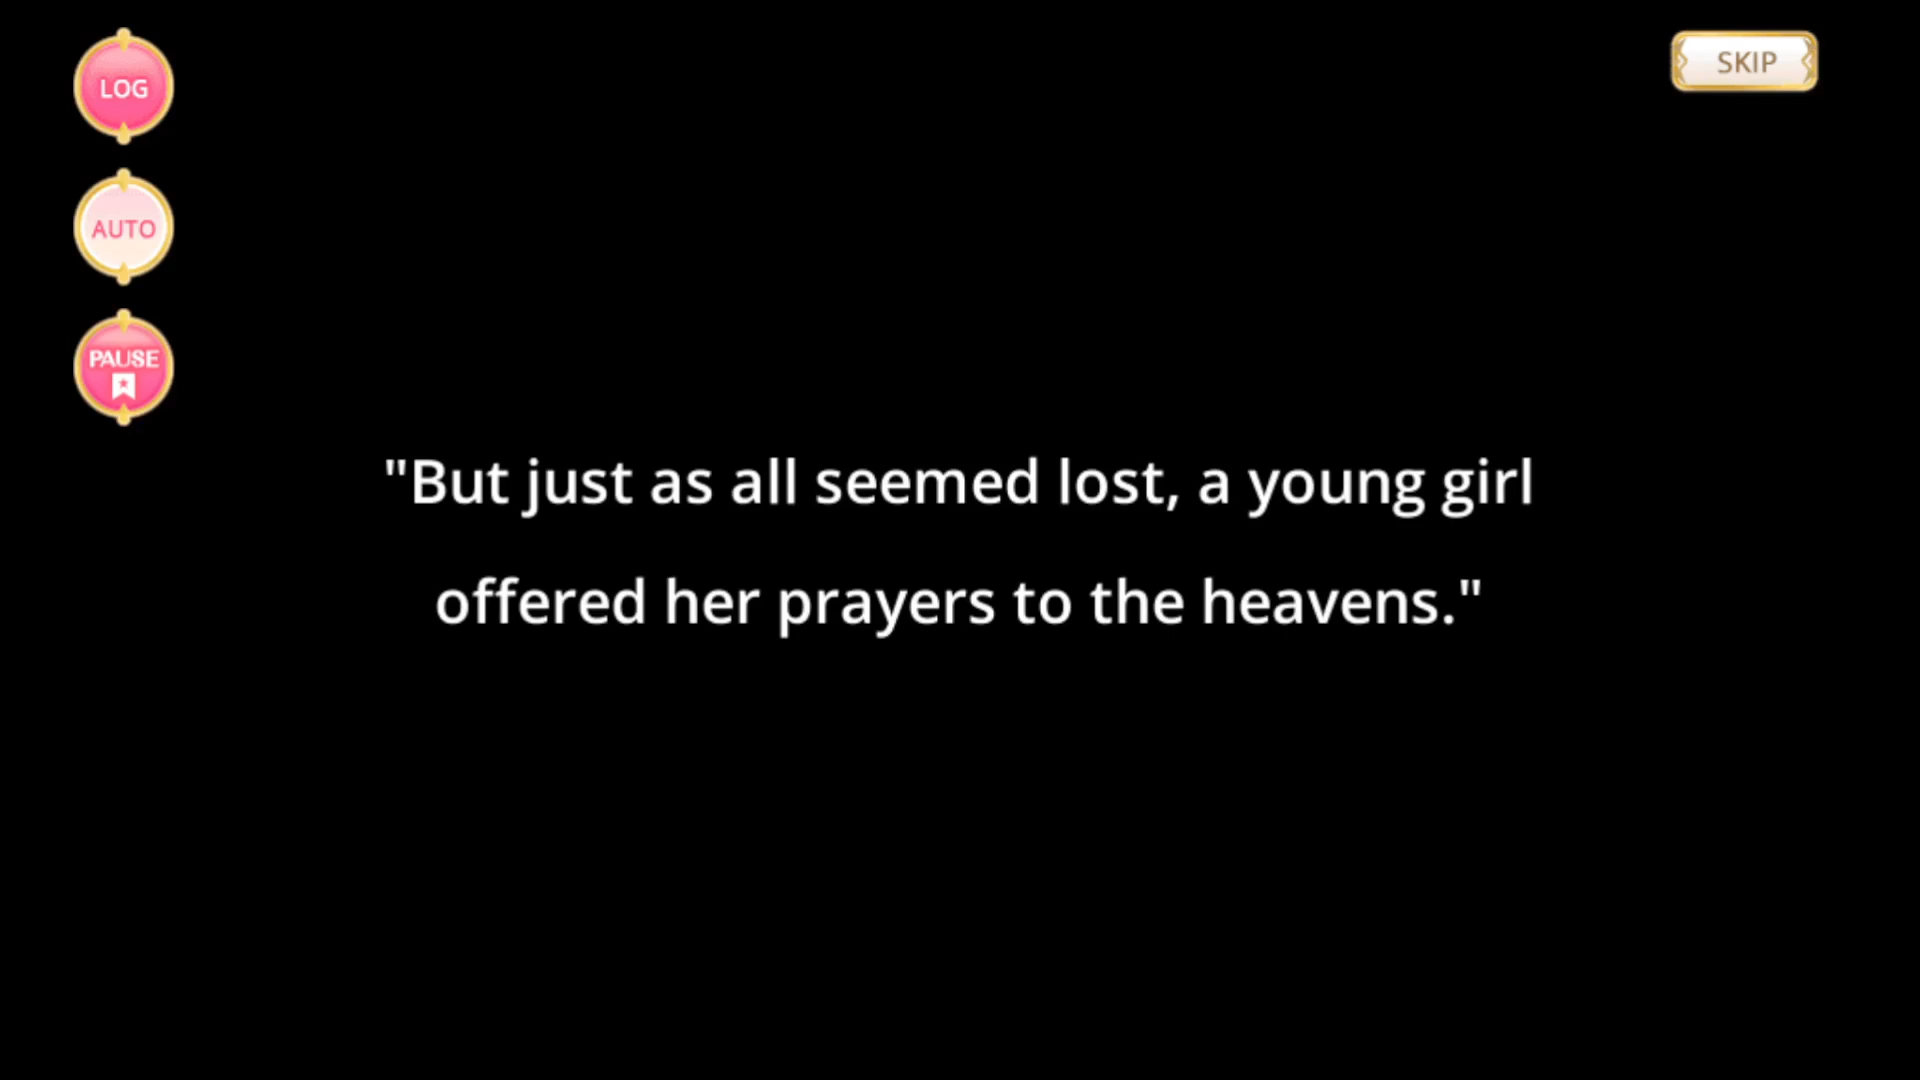 LOG
SKIP
AUTO
PAUSE
"But just as all seemed lost, a young girl
offered her prayers to the heavens."